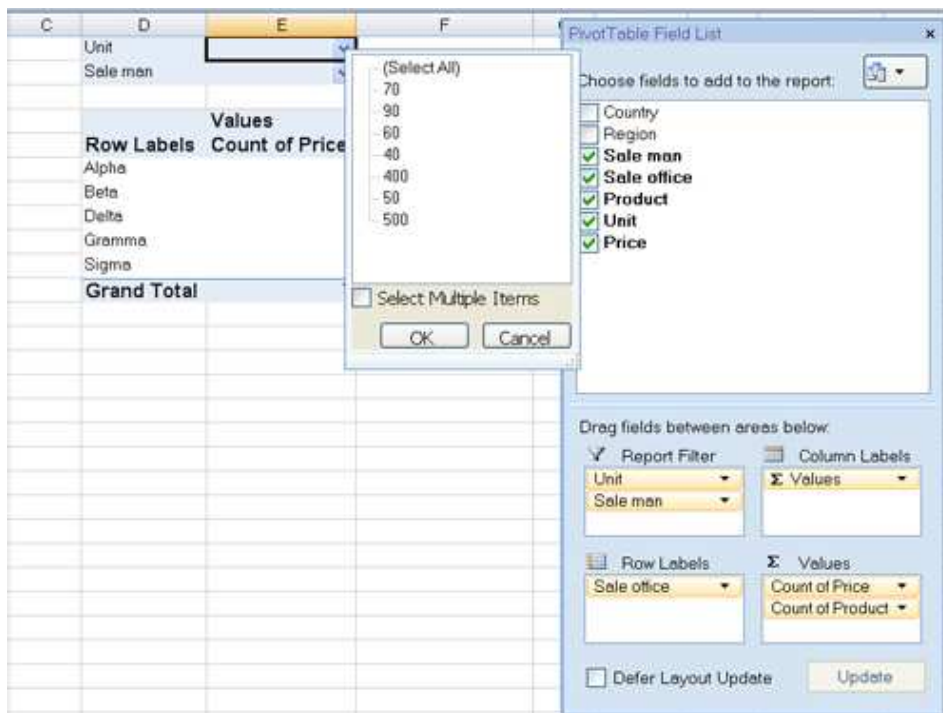 C D E F
Unit
Sale man
Values
Row Labels Count of Price
Alpha
Beta
Delta
Gramma
Sigma
Grand Total
(Select All)
70
90
60
40
400
50
500
Select Multiple Items
OK Cancel
PivotTable Field List
Choose fields to add to the report:
Country
Region
Sale man
Sale office
Product
Unit
Price
Drag fields between areas below:
Report Filter
Unit
Sale man
Column Labels
Σ Values
Row Labels
Sale office
Σ Values
Count of Price
Count of Product
Defer Layout Update Update